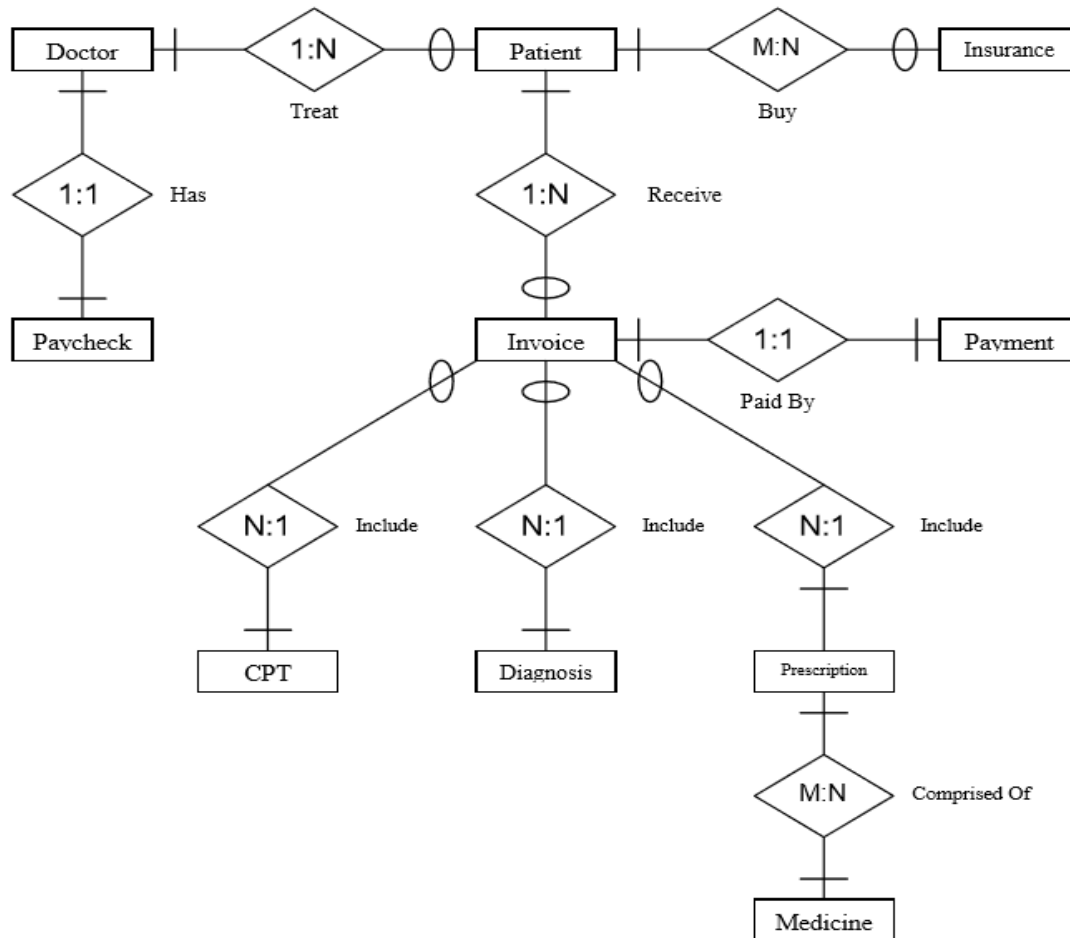 Doctor
1:N
Patient
M:N
Insurance
Treat
Buy
1:1
Has
1:N
Receive
Paycheck
Invoice
1:1
Payment
Paid By
N:1
Include
N:1
Include
N:1
Include
CPT
Diagnosis
Prescription
M:N
Comprised Of
Medicine